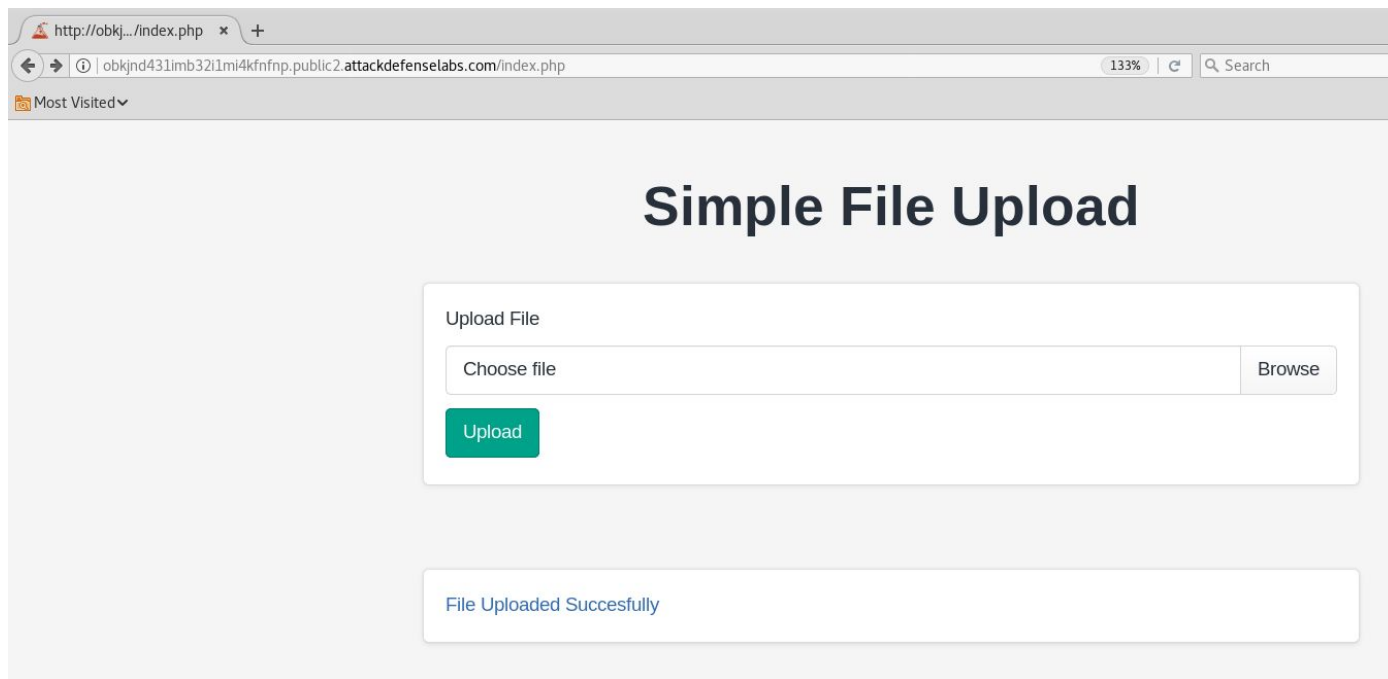 http://obkj.../index.php × +
obkjnd431imb32i1mi4kfnfnp.public2.attackdefenselabs.com/index.php 133% Search
Most Visited
Simple File Upload
Upload File
Choose file Browse
Upload
File Uploaded Succesfully